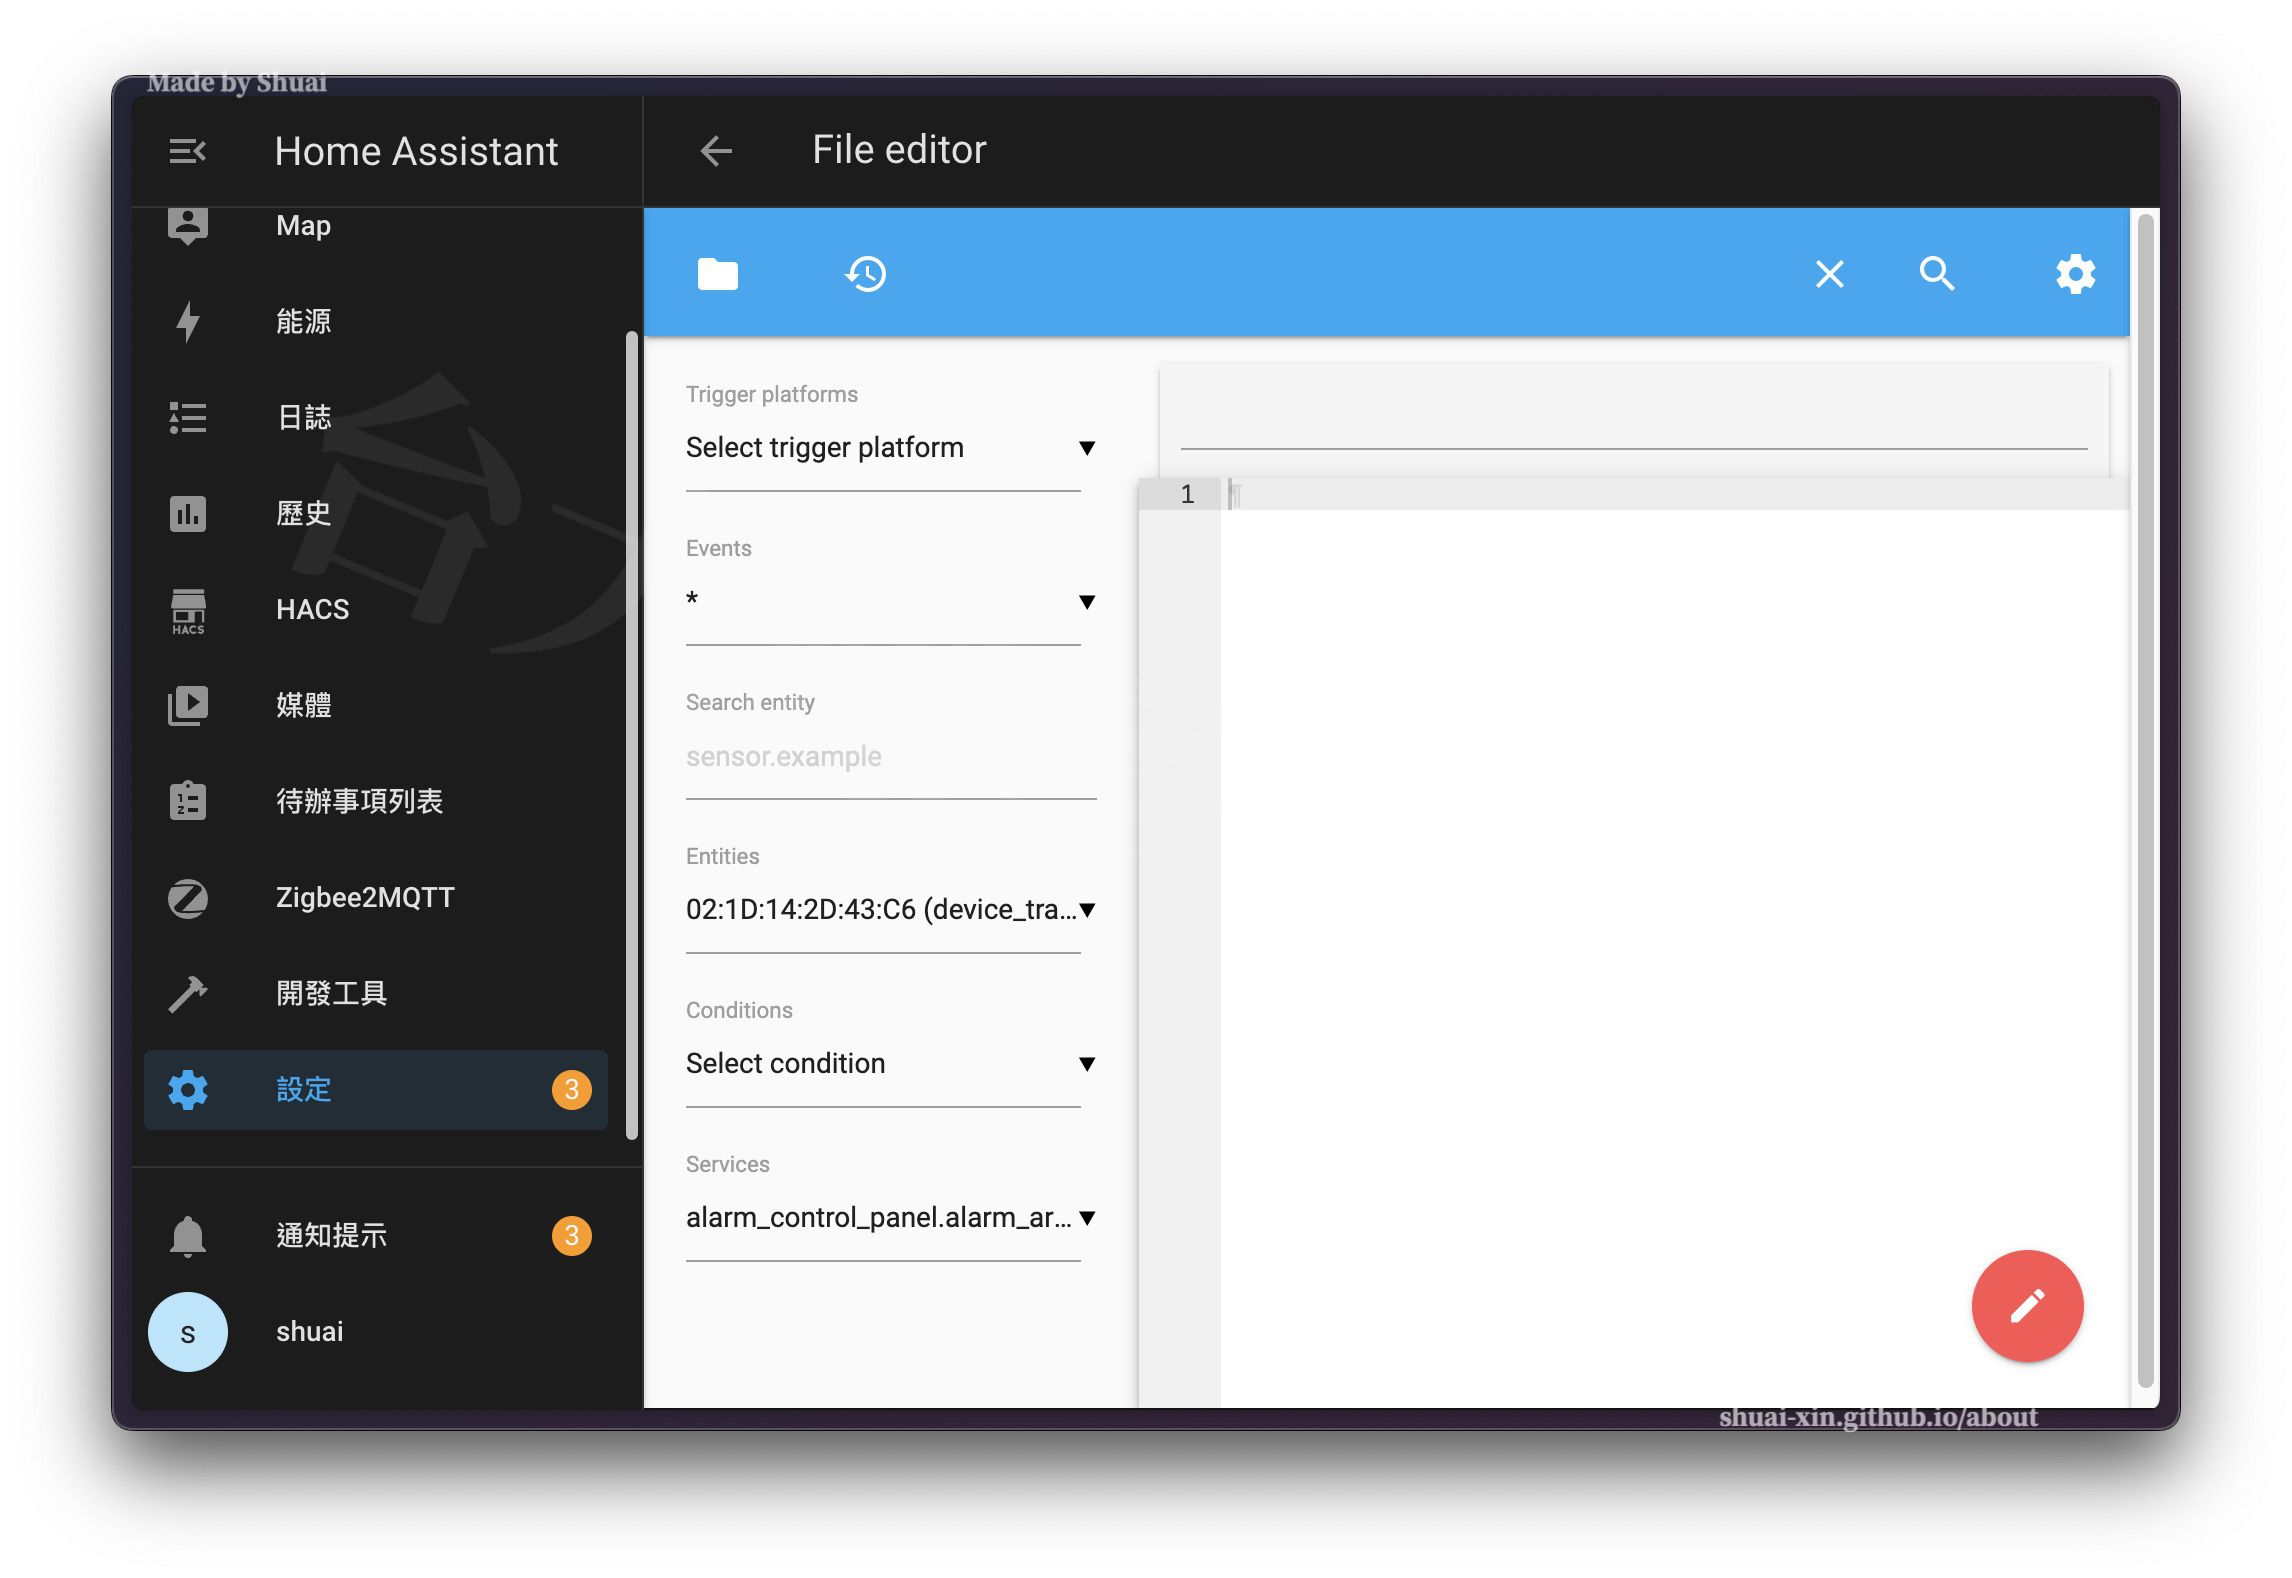 Made by Shuai
Home Assistant
File editor
Map
能源
日誌
歷史
HACS
HACS
媒體
待辦事項列表
Zigbee2MQTT
開發工具
設定
3
通知提示
3
s
shuai
Trigger platforms
Select trigger platform
Events
*
Search entity
sensor.example
Entities
02:1D:14:2D:43:C6 (device_tra...
Conditions
Select condition
Services
alarm_control_panel.alarm_ar...
1
¶
shuai-xin.github.io/about